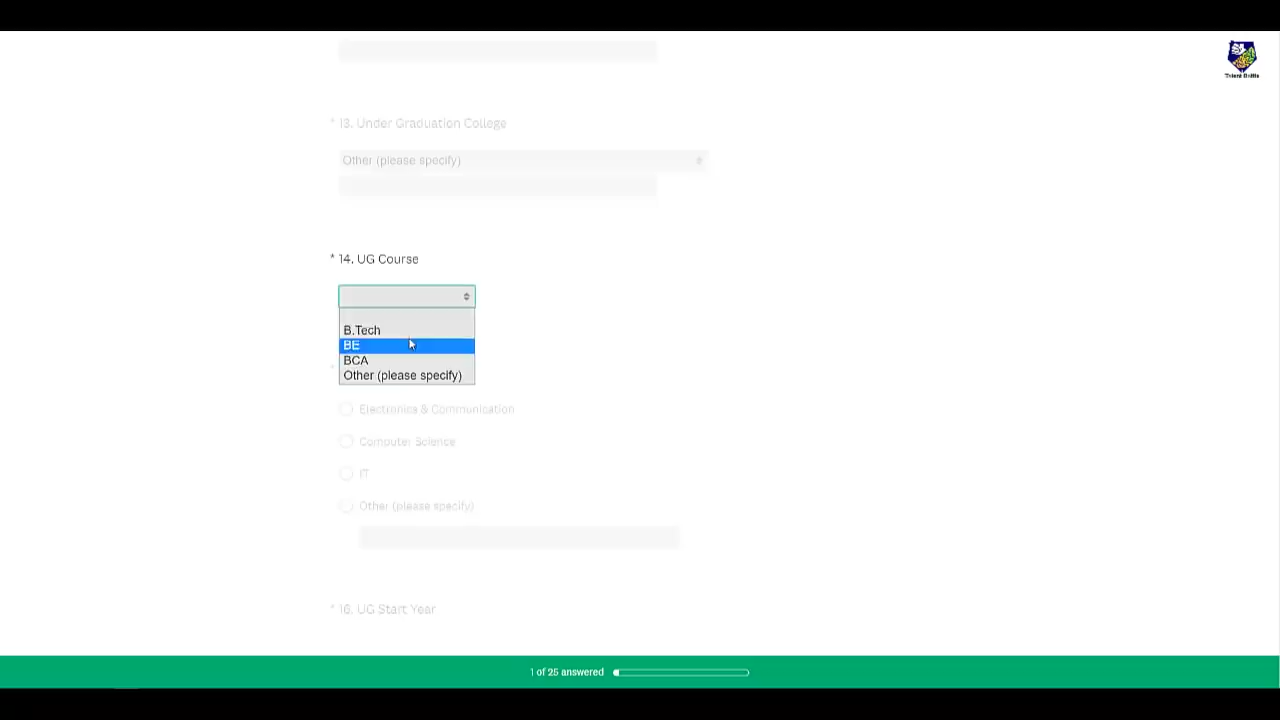 * 13. Under Graduation College
Other (please specify)
* 14. UG Course
B.Tech
BE
BCA
Other (please specify)
*
Electronics & Communication
Computer Science
IT
Other (please specify)
* 16. UG Start Year
1 of 25 answered